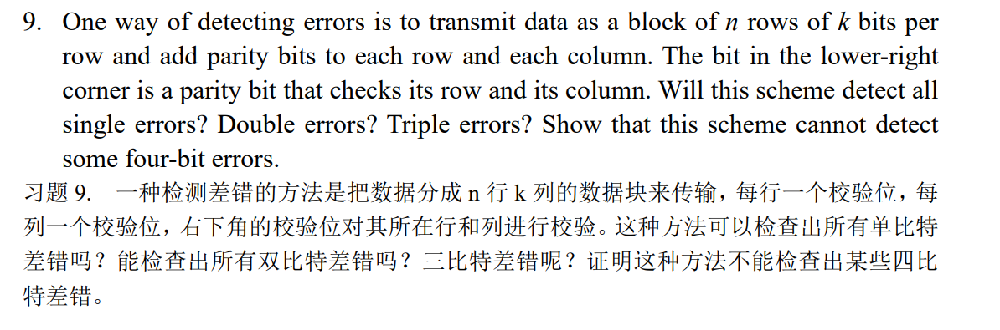 9. One way of detecting errors is to transmit data as a block of n rows of k bits per
row and add parity bits to each row and each column. The bit in the lower-right
corner is a parity bit that checks its row and its column. Will this scheme detect all
single errors? Double errors? Triple errors? Show that this scheme cannot detect
some four-bit errors.
习题 9. 一种检测差错的方法是把数据分成 n 行 k 列的数据块来传输，每行一个校验位，每
列一个校验位，右下角的校验位对其所在行和列进行校验。这种方法可以检查出所有单比特
差错吗？能检查出所有双比特差错吗？三比特差错呢？证明这种方法不能检查出某些四比
特差错。